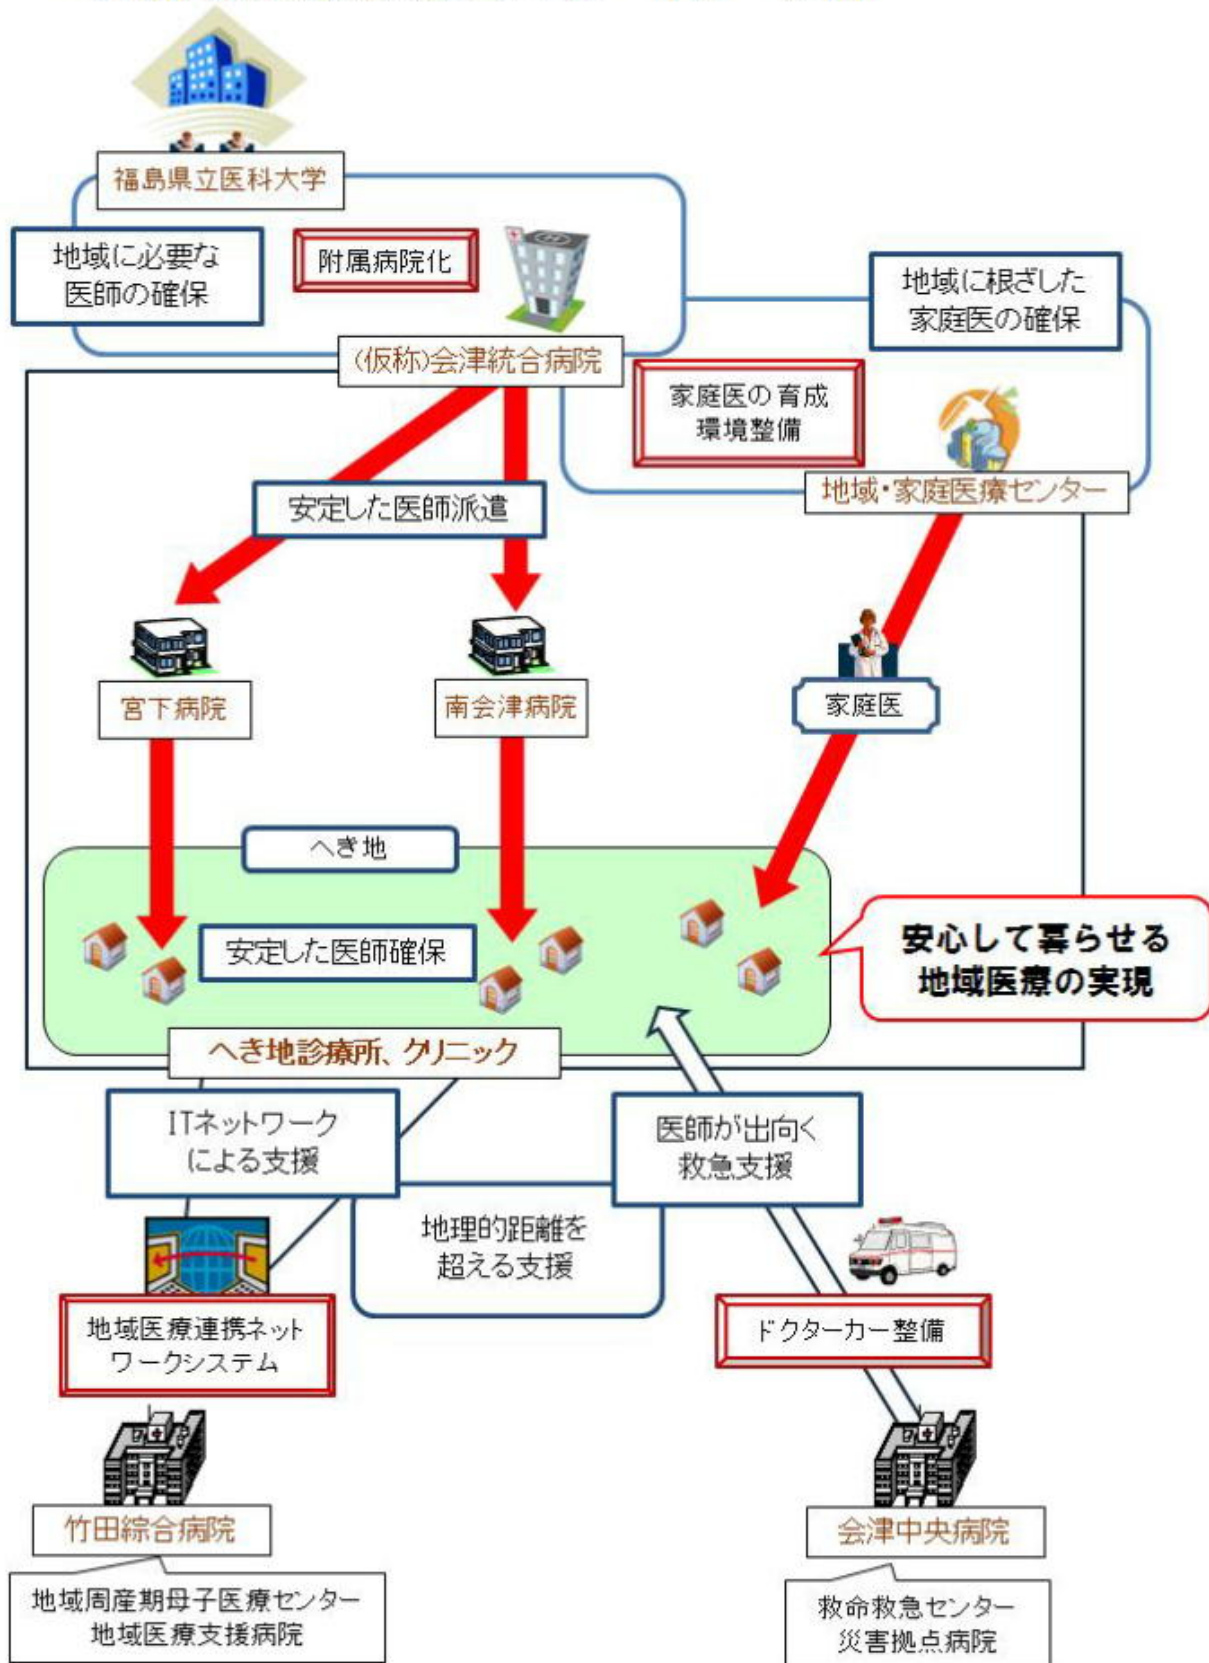 福島県立医科大学
地域に必要な
医師の確保
附属病院化
地域に根ざした
家庭医の確保
(仮称)会津統合病院
家庭医の育成
環境整備
地域・家庭医療センター
安定した医師派遣
宮下病院
南会津病院
家庭医
へき地
安定した医師確保
安心して暮らせる
地域医療の実現
へき地診療所、クリニック
ITネットワーク
による支援
医師が出向く
救急支援
地理的距離を
超える支援
地域医療連携ネット
ワークシステム
ドクターカー整備
竹田綜合病院
会津中央病院
地域周産期母子医療センター
地域医療支援病院
救命救急センター
災害拠点病院